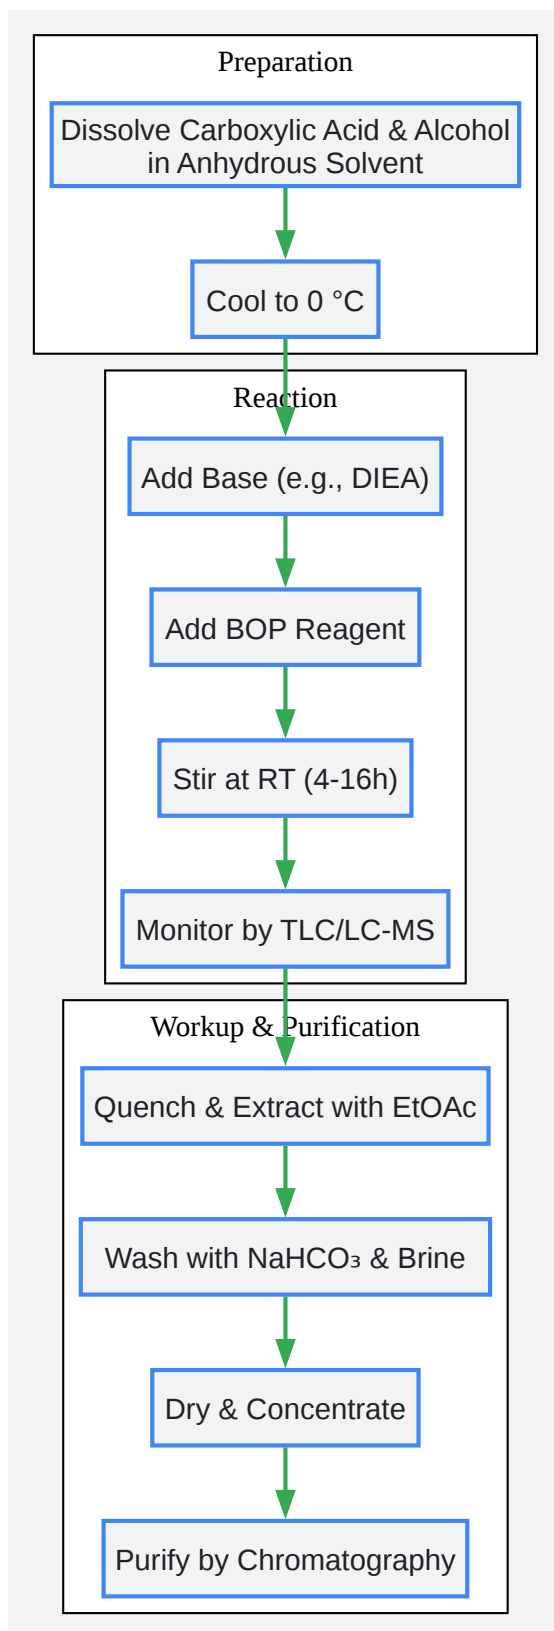 Preparation
Dissolve Carboxylic Acid & Alcohol
in Anhydrous Solvent
Cool to 0 °C
Reaction
Add Base (e.g., DIEA)
Add BOP Reagent
Stir at RT (4-16h)
Monitor by TLC/LC-MS
Workup & Purification
Quench & Extract with EtOAc
Wash with NaHCO₃ & Brine
Dry & Concentrate
Purify by Chromatography